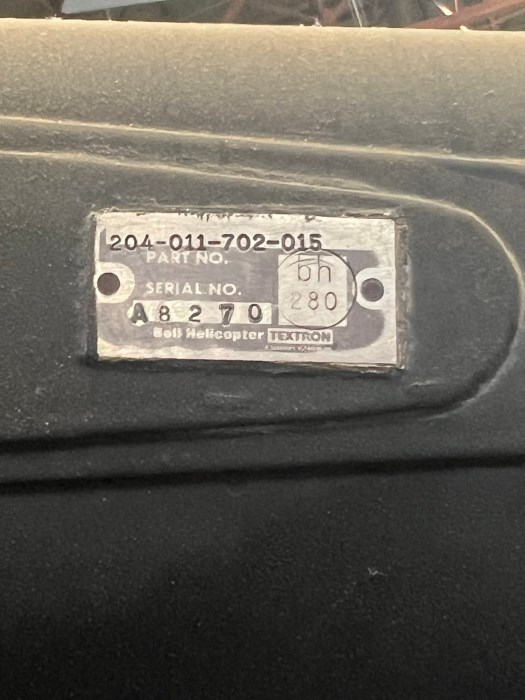 204-011-702-015
PART NO.
bh
280
SERIAL NO.
A8270
Bell Helicopter TEXTRON